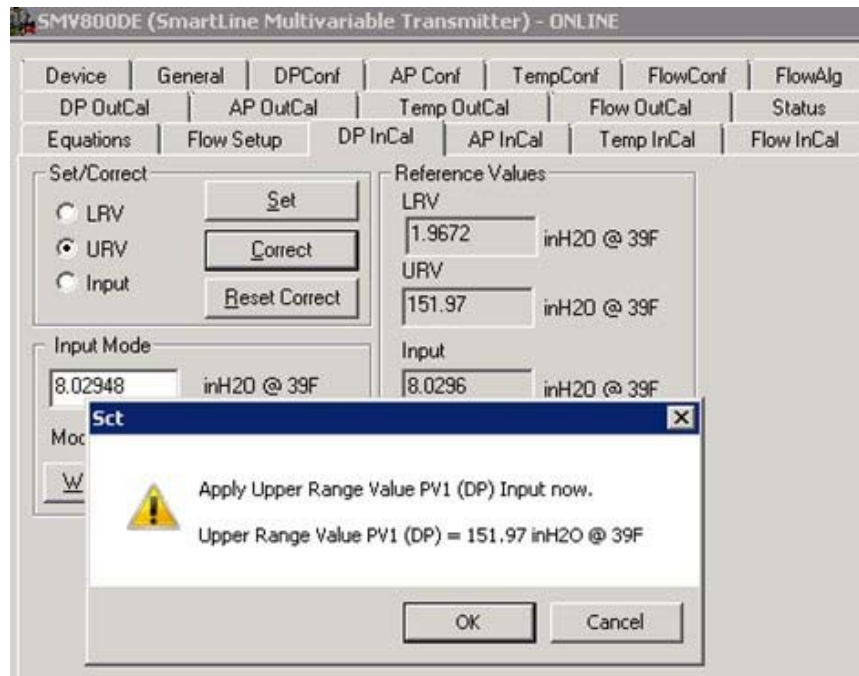 SMV800DE (SmartLine Multivariable Transmitter) - ONLINE
Device General DPConf AP Conf TempConf FlowConf FlowAlg
DP OutCal AP OutCal Temp OutCal Flow OutCal Status
Equations Flow Setup DP InCal AP InCal Temp InCal Flow InCal
Set/Correct
LRV
URV
Input
Set
Correct
Reset Correct
Reference Values
LRV
1.9672 inH2O @ 39F
URV
151.97 inH2O @ 39F
Input
8.0296 inH2O @ 39F
Input Mode
8.02948 inH2O @ 39F
Sct
Apply Upper Range Value PV1 (DP) Input now.
Upper Range Value PV1 (DP) = 151.97 inH2O @ 39F
OK Cancel